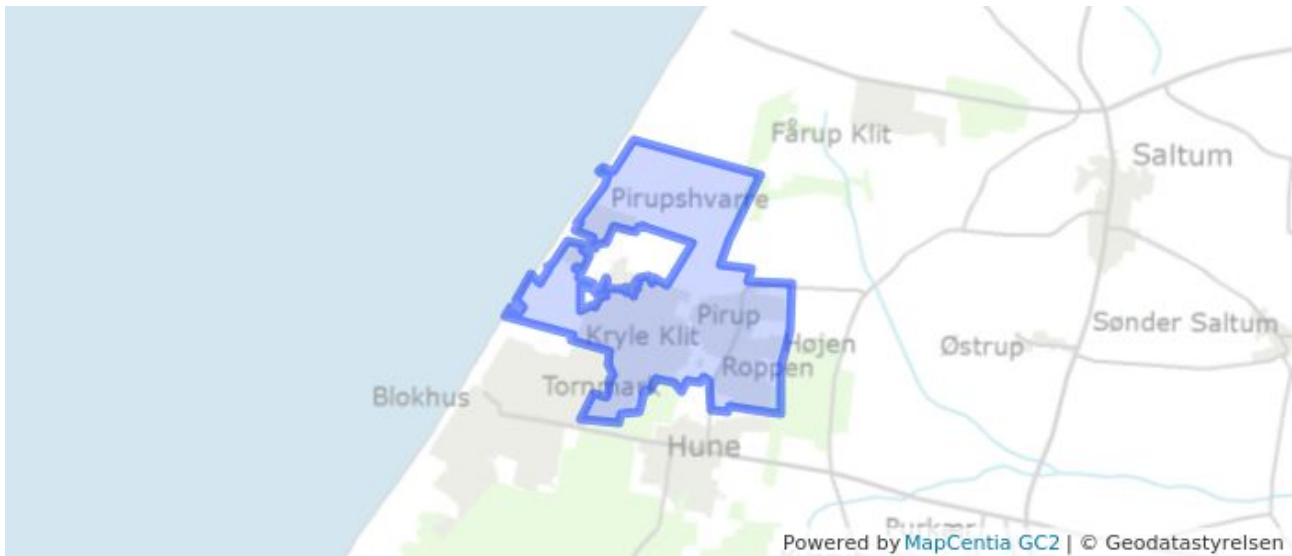 Fårup Klit
Saltum
Pirupshvarre
Pirup
Sønder Saltum
Kryle Klit
Højen
Østrup
Roppen
Tornmark
Blokhus
Hune
Purkær
Powered by MapCentia GC2 | © Geodatastyrelsen